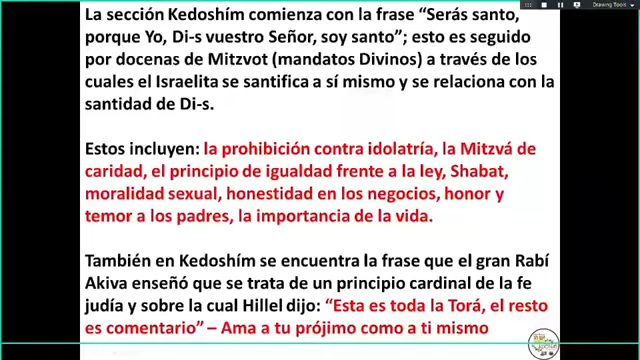 Drawing Tools
La sección Kedoshím comienza con la frase “Serás santo,
porque Yo, Di-s vuestro Señor, soy santo”; esto es seguido
por docenas de Mitzvot (mandatos Divinos) a través de los
cuales el Israelita se santifica a sí mismo y se relaciona con la
santidad de Di-s.
Estos incluyen: la prohibición contra idolatría, la Mitzvá de
caridad, el principio de igualdad frente a la ley, Shabat,
moralidad sexual, honestidad en los negocios, honor y
temor a los padres, la importancia de la vida.
También en Kedoshím se encuentra la frase que el gran Rabí
Akiva enseñó que se trata de un principio cardinal de la fe
judía y sobre la cual Hillel dijo: “Esta es toda la Torá, el resto
es comentario” – Ama a tu prójimo como a ti mismo